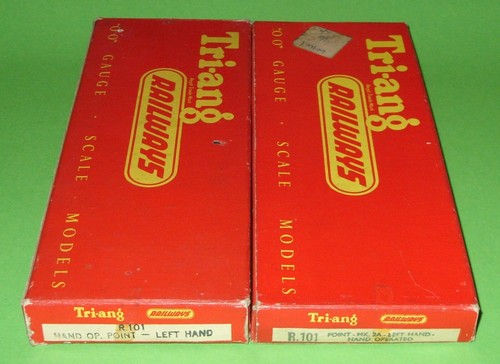 Tri-ang
RAILWAYS
'OO' GAUGE · SCALE MODELS
Tri-ang RAILWAYS
R.101
HAND OP. POINT - LEFT HAND
Tri-ang
RAILWAYS
'OO' GAUGE · SCALE MODELS
Tri-ang RAILWAYS
R.101 POINT - MK. 2A - LEFT HAND -
HAND OPERATED